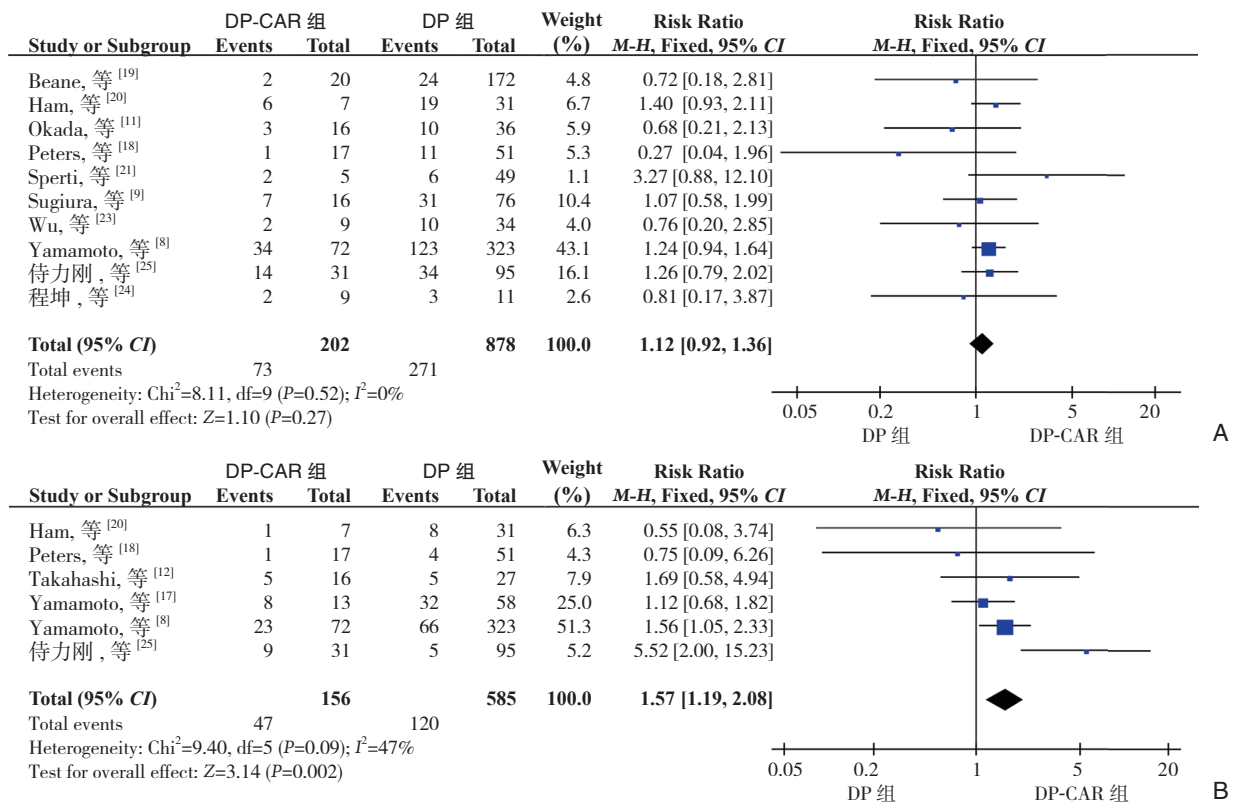 DP-CAR 组 DP 组 Weight Risk Ratio Risk Ratio
Study or Subgroup Events Total Events Total (%) M-H, Fixed, 95% CI M-H, Fixed, 95% CI
Beane, 等 [19] 2 20 24 172 4.8 0.72 [0.18, 2.81]
Ham, 等 [20] 6 7 19 31 6.7 1.40 [0.93, 2.11]
Okada, 等 [11] 3 16 10 36 5.9 0.68 [0.21, 2.13]
Peters, 等 [18] 1 17 11 51 5.3 0.27 [0.04, 1.96]
Sperti, 等 [21] 2 5 6 49 1.1 3.27 [0.88, 12.10]
Sugiura, 等 [9] 7 16 31 76 10.4 1.07 [0.58, 1.99]
Wu, 等 [23] 2 9 10 34 4.0 0.76 [0.20, 2.85]
Yamamoto, 等 [8] 34 72 123 323 43.1 1.24 [0.94, 1.64]
侍力刚 , 等 [25] 14 31 34 95 16.1 1.26 [0.79, 2.02]
程坤 , 等 [24] 2 9 3 11 2.6 0.81 [0.17, 3.87]
Total (95% CI) 202 878 100.0 1.12 [0.92, 1.36]
Total events 73 271
Heterogeneity: Chi²=8.11, df=9 (P=0.52); I²=0%
Test for overall effect: Z=1.10 (P=0.27)
0.05 0.2 1 5 20
DP 组 DP-CAR 组
A
DP-CAR 组 DP 组 Weight Risk Ratio Risk Ratio
Study or Subgroup Events Total Events Total (%) M-H, Fixed, 95% CI M-H, Fixed, 95% CI
Ham, 等 [20] 1 7 8 31 6.3 0.55 [0.08, 3.74]
Peters, 等 [18] 1 17 4 51 4.3 0.75 [0.09, 6.26]
Takahashi, 等 [12] 5 16 5 27 7.9 1.69 [0.58, 4.94]
Yamamoto, 等 [17] 8 13 32 58 25.0 1.12 [0.68, 1.82]
Yamamoto, 等 [8] 23 72 66 323 51.3 1.56 [1.05, 2.33]
侍力刚 , 等 [25] 9 31 5 95 5.2 5.52 [2.00, 15.23]
Total (95% CI) 156 585 100.0 1.57 [1.19, 2.08]
Total events 47 120
Heterogeneity: Chi²=9.40, df=5 (P=0.09); I²=47%
Test for overall effect: Z=3.14 (P=0.002)
0.05 0.2 1 5 20
DP 组 DP-CAR 组
B